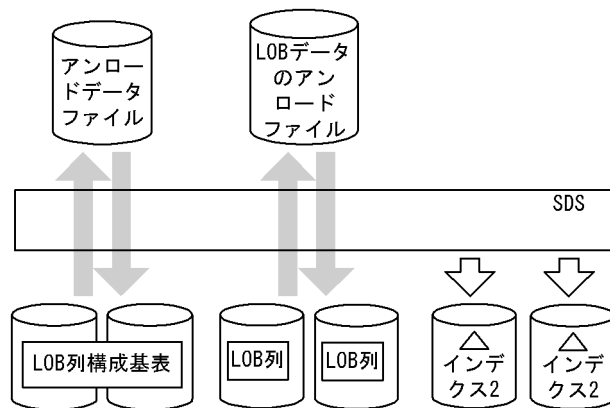 アンロー
ドデータ
ファイル
LOBデータ
のアン
ロード
ファイル
SDS
LOB列構成基表
LOB列
LOB列
インデ
クス2
インデ
クス2